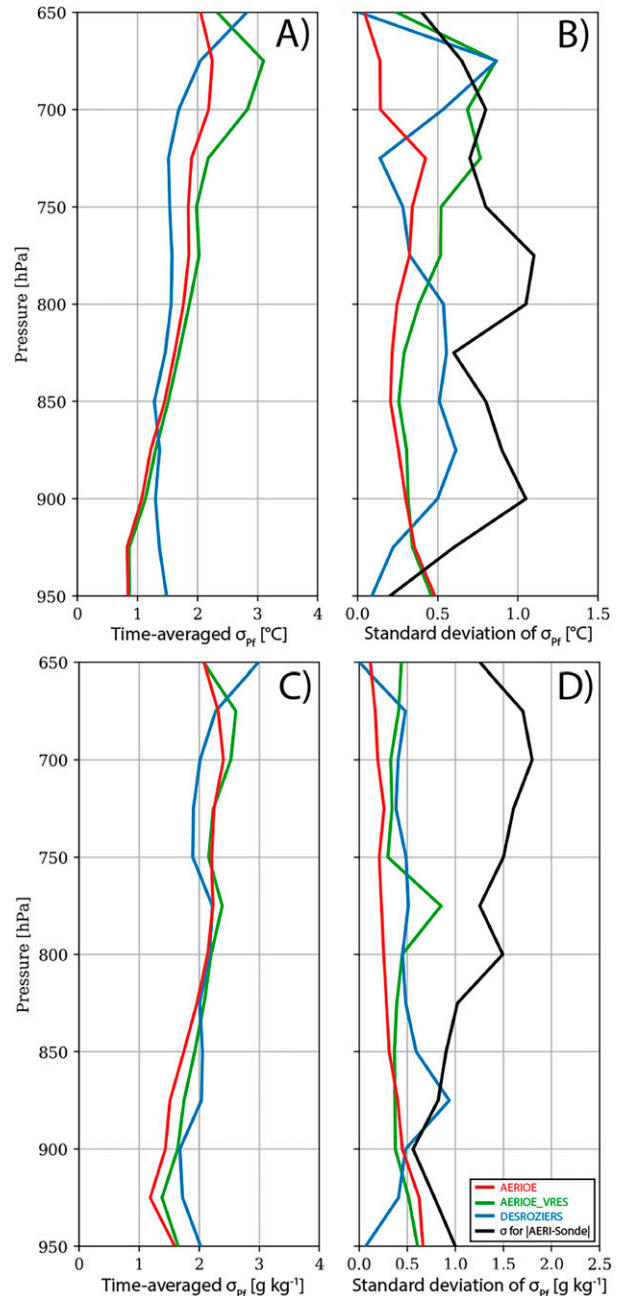 650
700
750
800
850
900
950
Pressure [hPa]
A)
0 1 2 3 4
Time-averaged σPf [°C]
B)
0.0 0.5 1.0 1.5
Standard deviation of σPf [°C]
650
700
750
800
850
900
950
Pressure [hPa]
C)
0 1 2 3 4
Time-averaged σPf [g kg-1]
D)
AERIOE
AERIOE_VRES
DESROZIERS
σ for |AERI-Sonde|
0.0 0.5 1.0 1.5 2.0 2.5
Standard deviation of σPf [g kg-1]